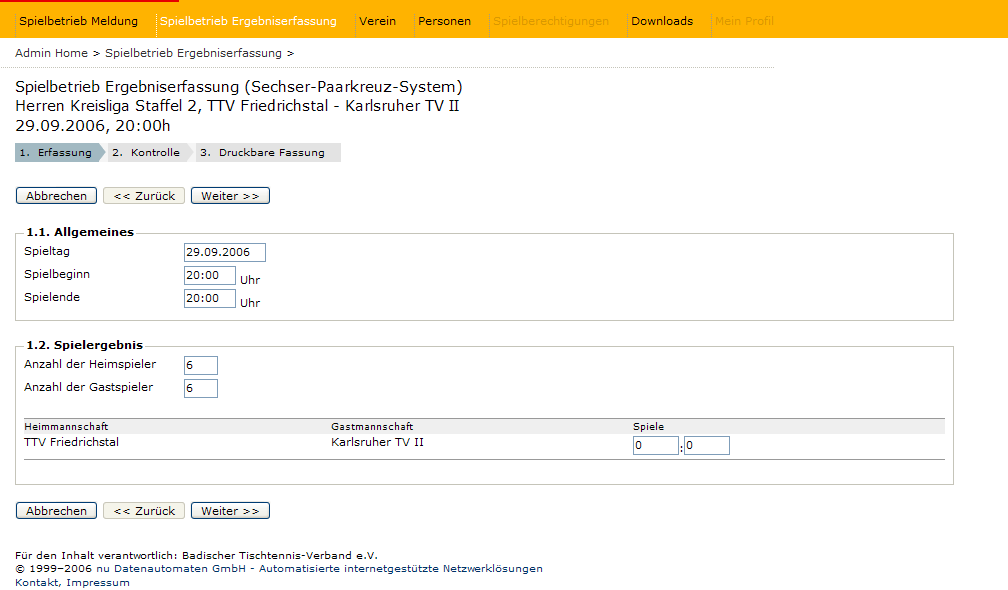 Spielbetrieb Meldung Spielbetrieb Ergebniserfassung Verein Personen Spielberechtigungen Downloads Mein Profil
Admin Home > Spielbetrieb Ergebniserfassung >
Spielbetrieb Ergebniserfassung (Sechser-Paarkreuz-System)
Herren Kreisliga Staffel 2, TTV Friedrichstal - Karlsruher TV II
29.09.2006, 20:00h
1. Erfassung 2. Kontrolle 3. Druckbare Fassung
Abbrechen << Zurück Weiter >>
1.1. Allgemeines
Spieltag 29.09.2006
Spielbeginn 20:00 Uhr
Spielende 20:00 Uhr
1.2. Spielergebnis
Anzahl der Heimspieler 6
Anzahl der Gastspieler 6
Heimmannschaft Gastmannschaft Spiele
TTV Friedrichstal Karlsruher TV II 0 : 0
Abbrechen << Zurück Weiter >>
Für den Inhalt verantwortlich: Badischer Tischtennis-Verband e.V.
© 1999–2006 nu Datenautomaten GmbH - Automatisierte internetgestützte Netzwerklösungen
Kontakt, Impressum